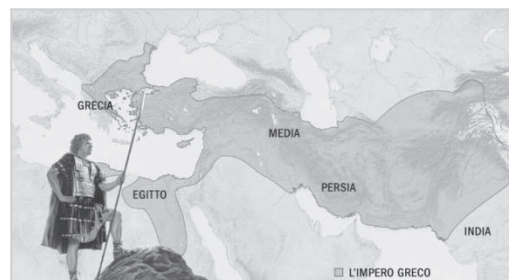 GRECIA
MEDIA
EGITTO
PERSIA
INDIA
L'IMPERO GRECO